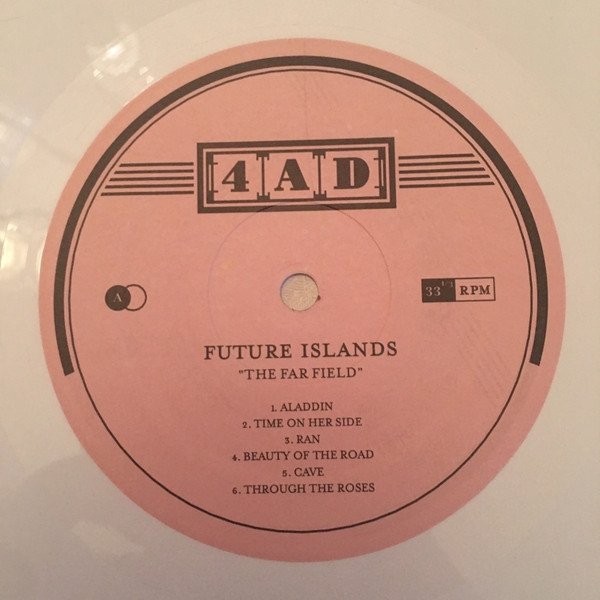 4AD
A
33 1/3 RPM
FUTURE ISLANDS
"THE FAR FIELD"
1. ALADDIN
2. TIME ON HER SIDE
3. RAN
4. BEAUTY OF THE ROAD
5. CAVE
6. THROUGH THE ROSES